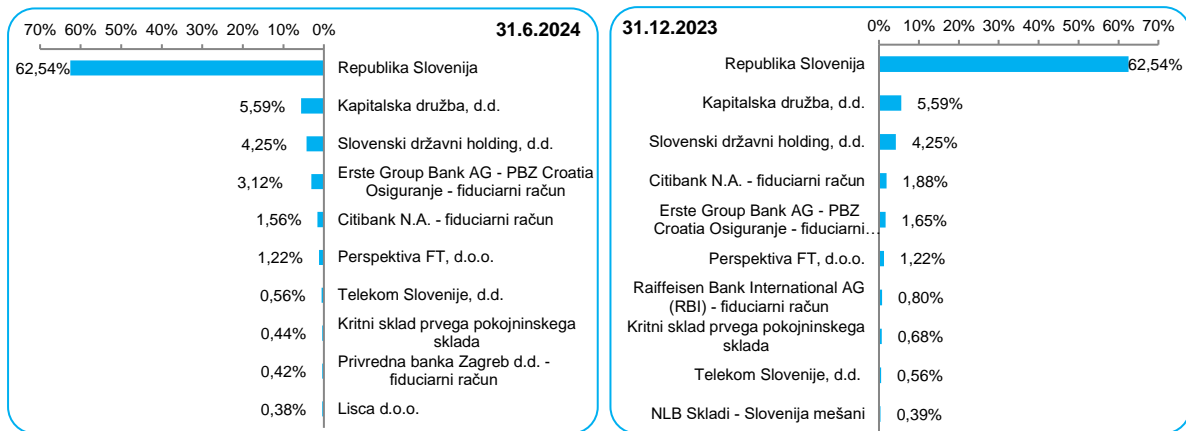 70% 60% 50% 40% 30% 20% 10% 0%
31.6.2024
62,54% Republika Slovenija
5,59% Kapitalska družba, d.d.
4,25% Slovenski državni holding, d.d.
3,12% Erste Group Bank AG - PBZ Croatia
Osiguranje - fiduciarni račun
1,56% Citibank N.A. - fiduciarni račun
1,22% Perspektiva FT, d.o.o.
0,56% Telekom Slovenije, d.d.
0,44% Kritni sklad prvega pokojninskega
sklada
0,42% Privredna banka Zagreb d.d. -
fiduciarni račun
0,38% Lisca d.o.o.
31.12.2023
0% 10% 20% 30% 40% 50% 60% 70%
Republika Slovenija 62,54%
Kapitalska družba, d.d. 5,59%
Slovenski državni holding, d.d. 4,25%
Citibank N.A. - fiduciarni račun 1,88%
Erste Group Bank AG - PBZ
Croatia Osiguranje - fiduciarni… 1,65%
Perspektiva FT, d.o.o. 1,22%
Raiffeisen Bank International AG
(RBI) - fiduciarni račun 0,80%
Kritni sklad prvega pokojninskega
sklada 0,68%
Telekom Slovenije, d.d. 0,56%
NLB Skladi - Slovenija mešani 0,39%